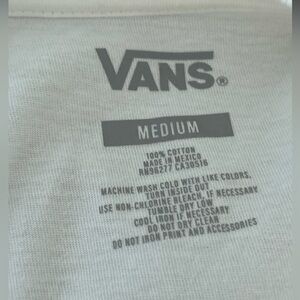 VANS®
MEDIUM
100% COTTON
MADE IN MEXICO
RN98277 CA30516
MACHINE WASH COLD WITH LIKE COLORS,
TURN INSIDE OUT
USE NON-CHLORINE BLEACH, IF NECESSARY
TUMBLE DRY LOW
COOL IRON IF NECESSARY
DO NOT DRY CLEAN
DO NOT IRON PRINT AND ACCESSORIES